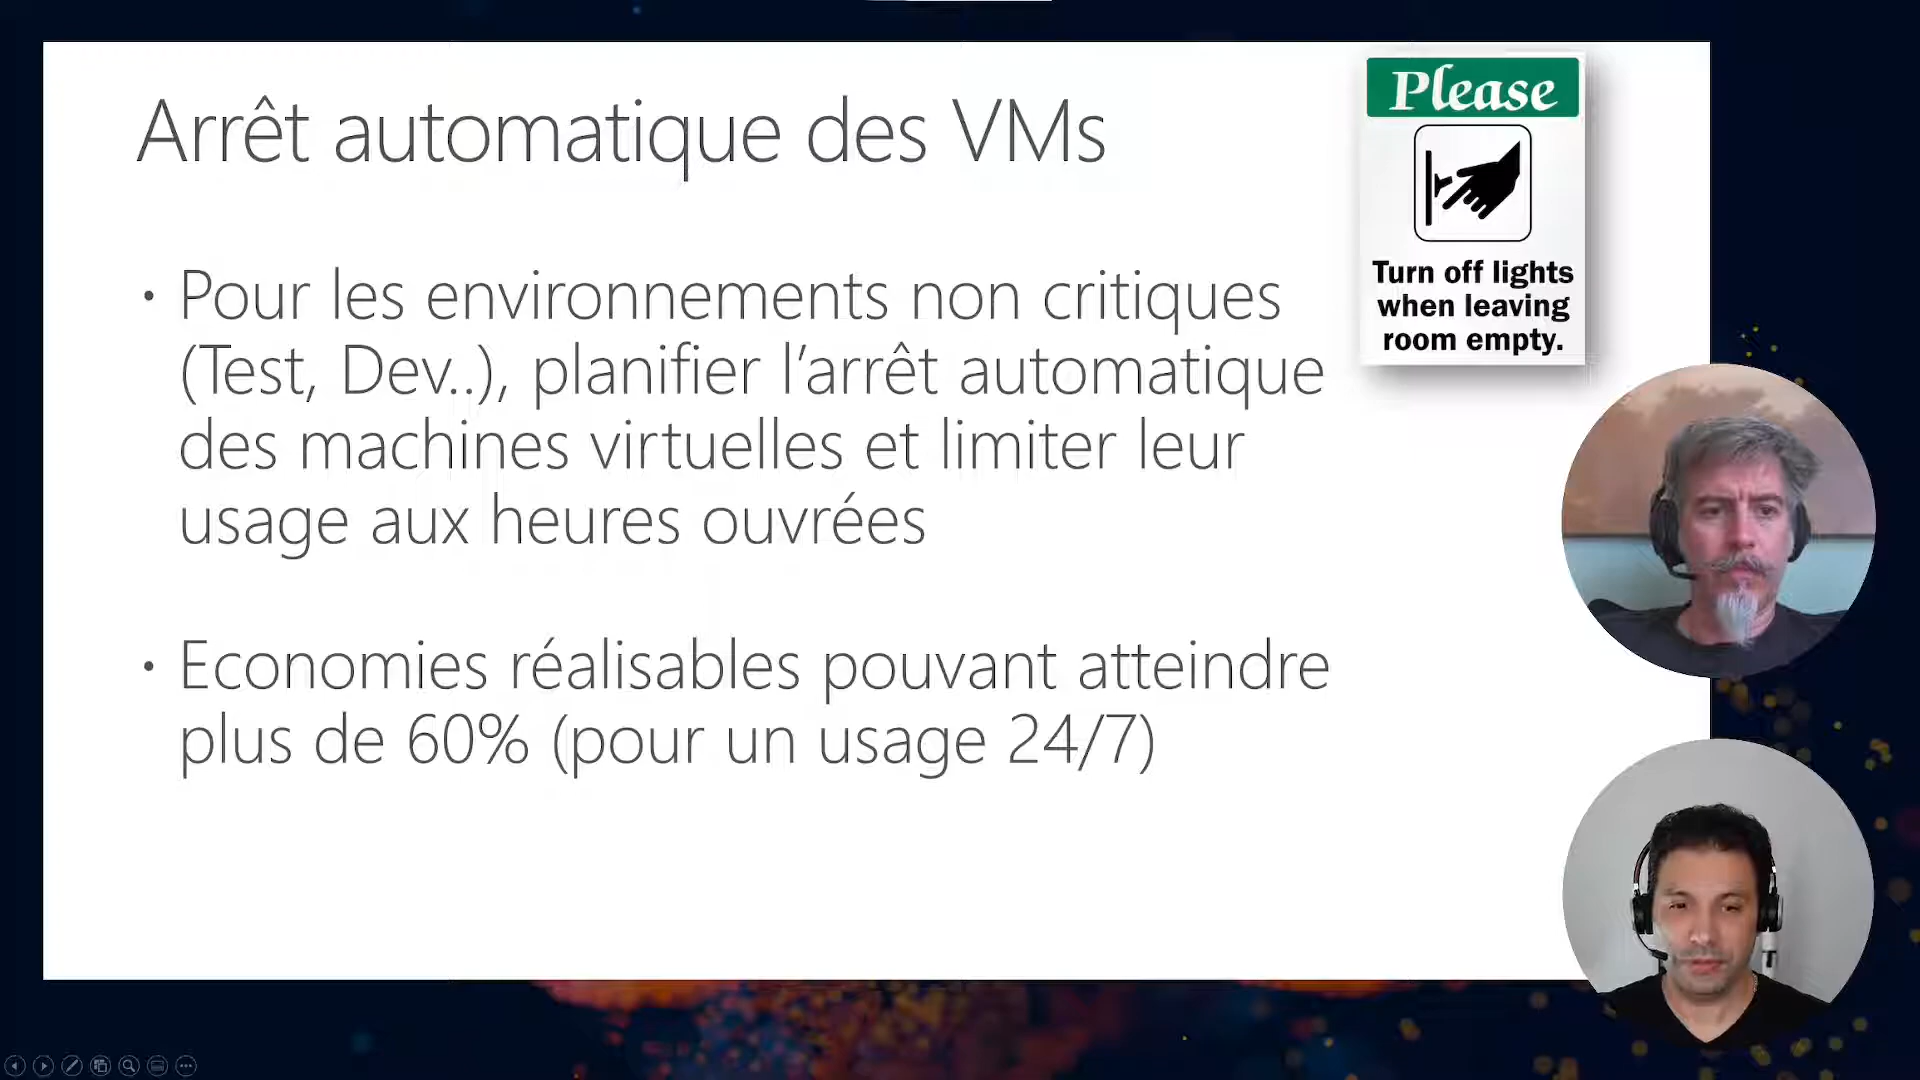 Arrêt automatique des VMs
• Pour les environnements non critiques
(Test, Dev..), planifier l’arrêt automatique
des machines virtuelles et limiter leur
usage aux heures ouvrées
• Economies réalisables pouvant atteindre
plus de 60% (pour un usage 24/7)
Please
Turn off lights
when leaving
room empty.